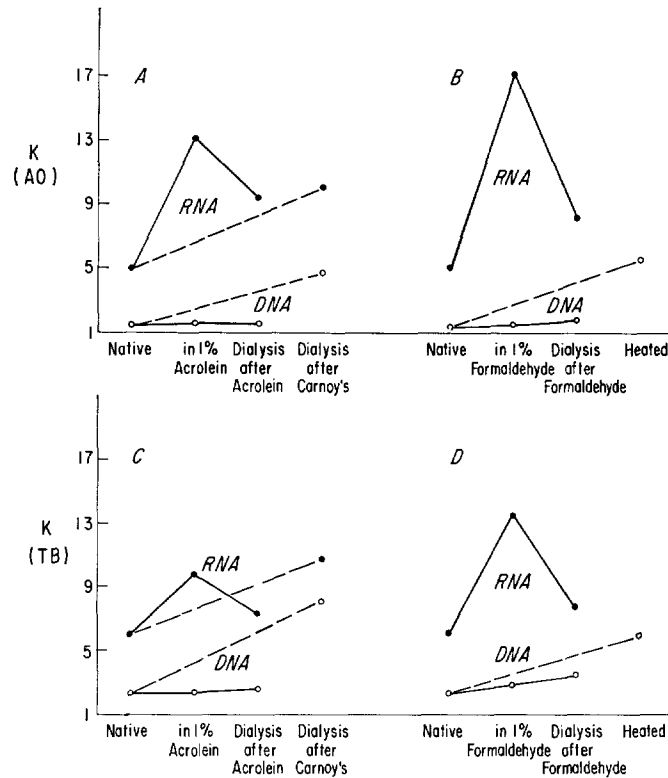 A
B
17
13
K
(AO)
9
5
1
RNA
DNA
RNA
DNA
Native
in 1%
Acrolein
Dialysis
after
Acrolein
Dialysis
after
Carnoy's
Native
in 1%
Formaldehyde
Dialysis
after
Formaldehyde
Heated
C
D
17
13
K
(TB)
9
5
1
RNA
DNA
RNA
DNA
Native
in 1%
Acrolein
Dialysis
after
Acrolein
Dialysis
after
Carnoy's
Native
in 1%
Formaldehyde
Dialysis
after
Formaldehyde
Heated